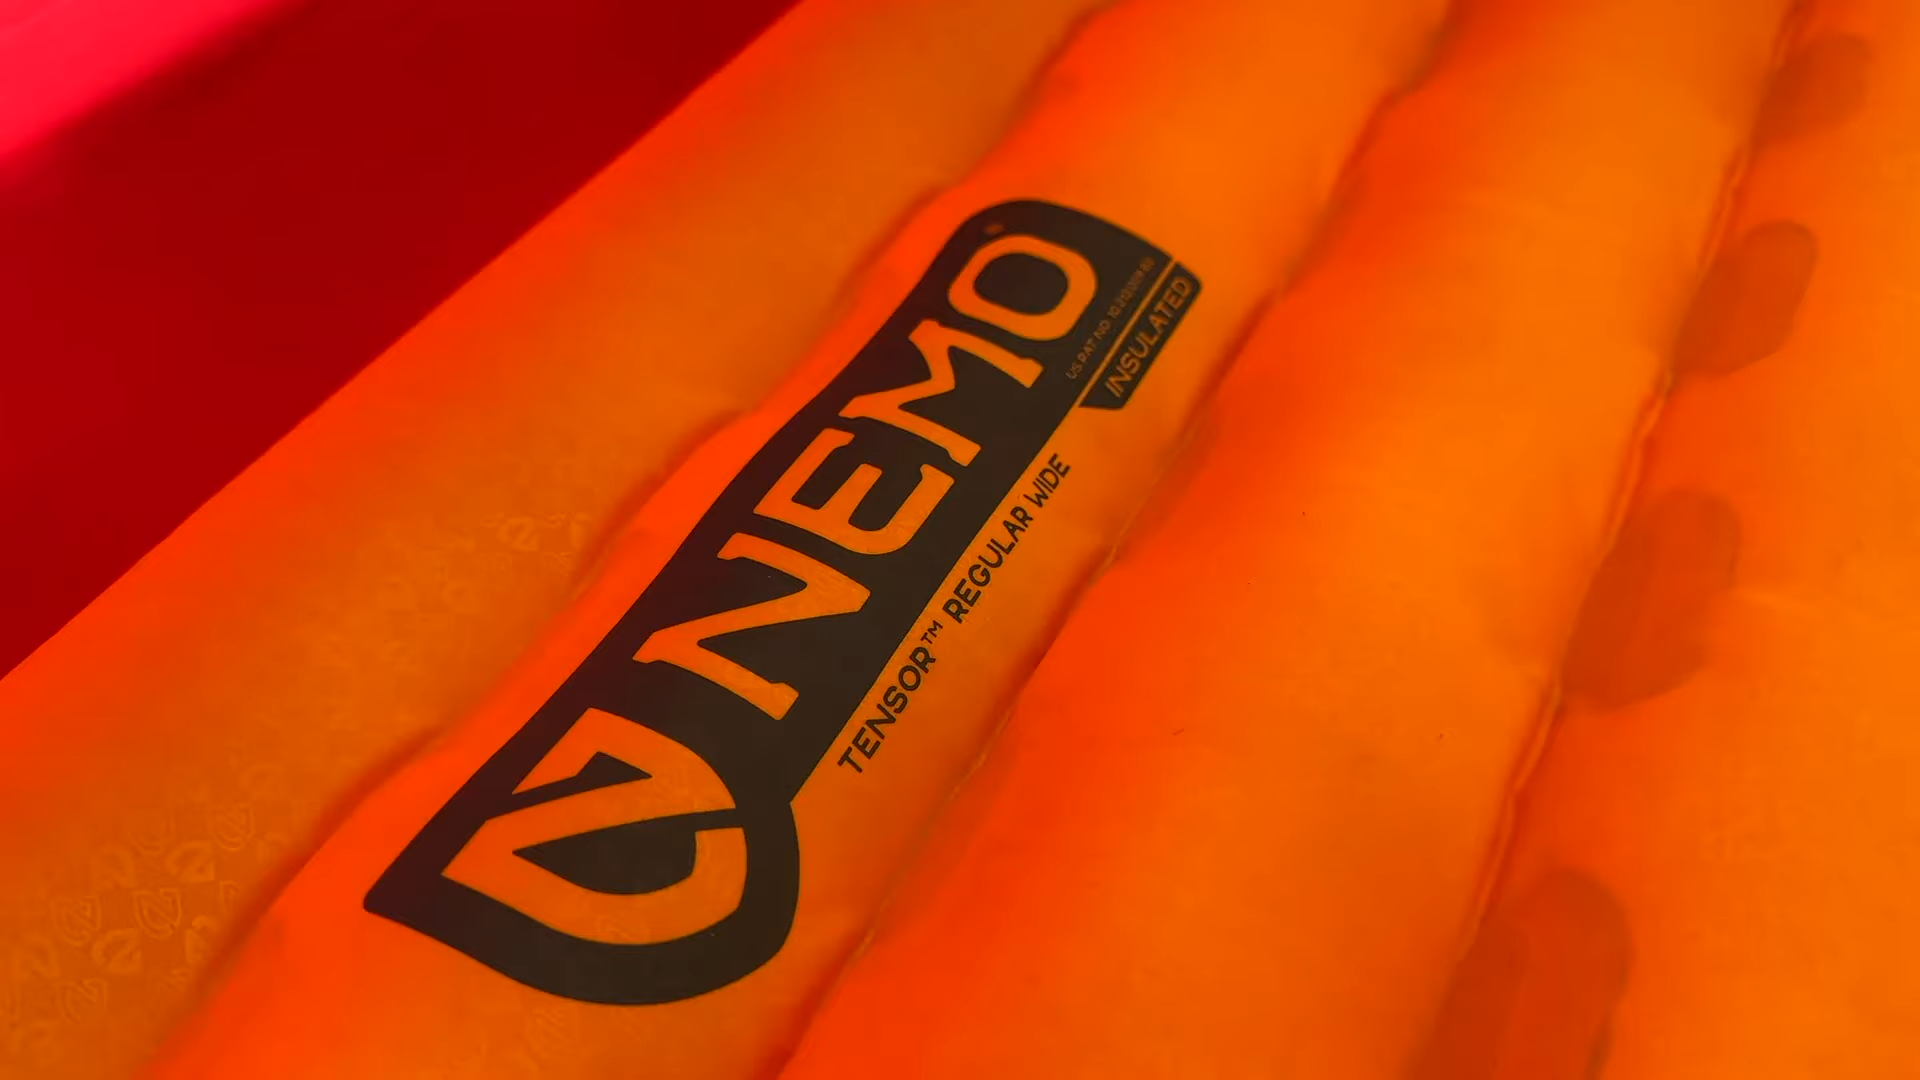 NEMO
INSULATED
TENSOR™ REGULAR WIDE